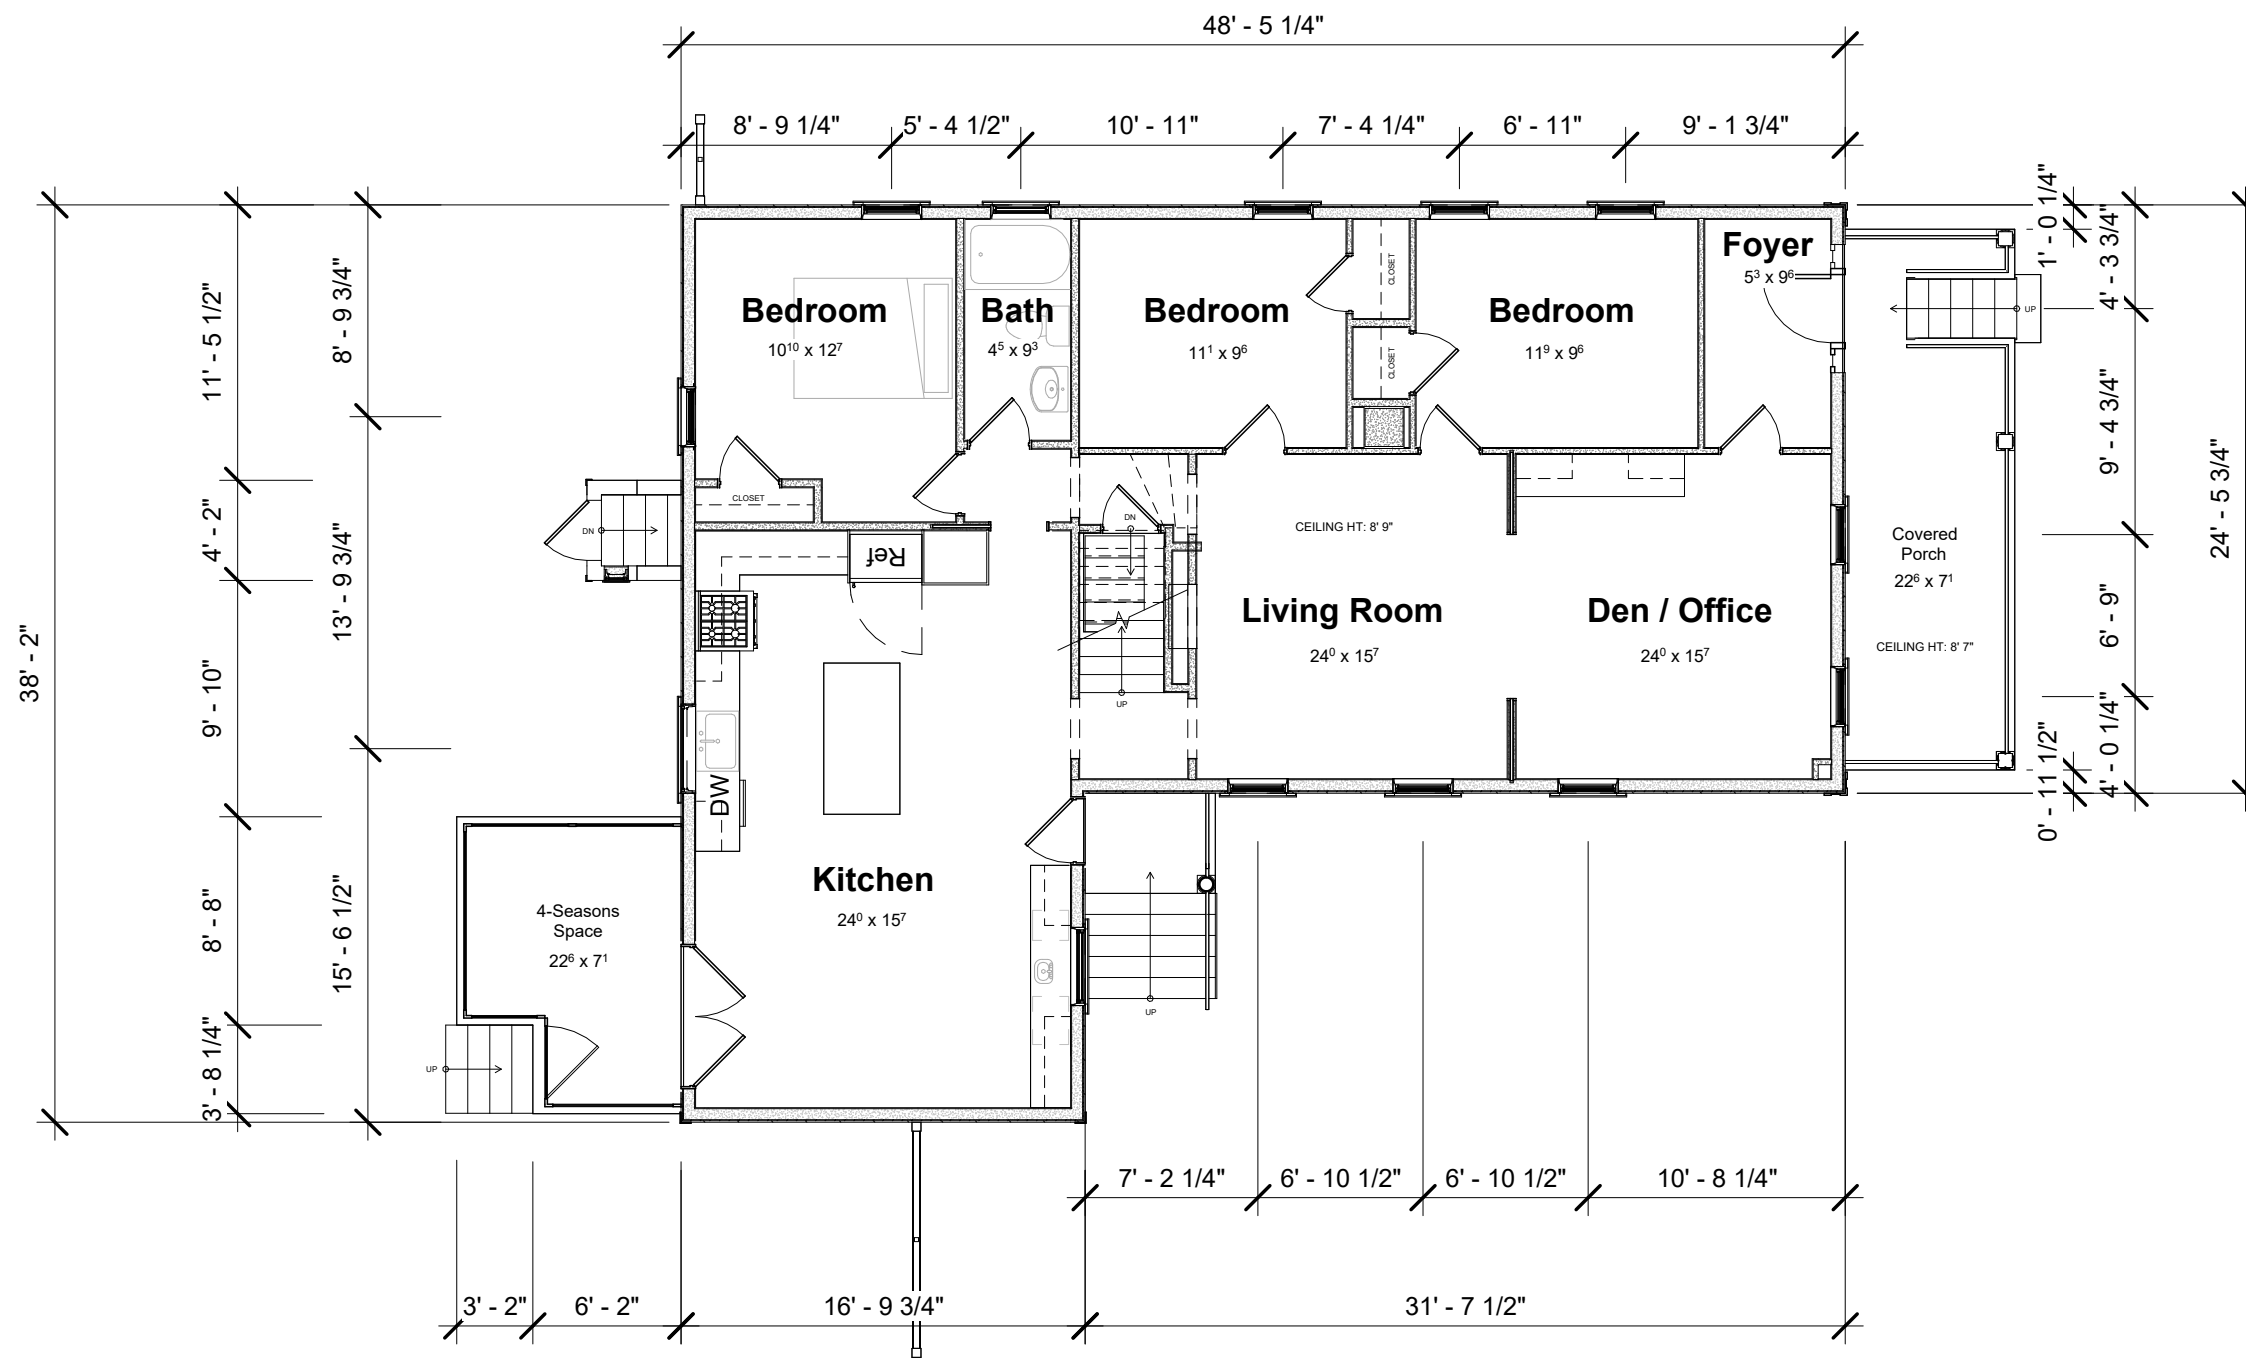 48' - 5 1/4"
8' - 9 1/4"
5' - 4 1/2"
10' - 11"
7' - 4 1/4"
6' - 11"
9' - 1 3/4"
38' - 2"
11' - 5 1/2"
4' - 2"
9' - 10"
8' - 8"
3' - 8 1/4"
8' - 9 3/4"
13' - 9 3/4"
15' - 6 1/2"
Bedroom
10¹⁰ x 12⁷
Bath
4⁵ x 9³
Bedroom
11¹ x 9⁶
CLOSET
CLOSET
Bedroom
11⁹ x 9⁶
Foyer
5³ x 9⁶
UP
CLOSET
DN
DN
Ref
CEILING HT: 8' 9"
Living Room
24⁰ x 15⁷
Den / Office
24⁰ x 15⁷
Covered
Porch
22⁶ x 7¹
CEILING HT: 8' 7"
UP
DW
Kitchen
24⁰ x 15⁷
4-Seasons
Space
22⁶ x 7¹
UP
UP
1' - 0 1/4"
0' - 11 1/2"
4' - 3 3/4"
9' - 4 3/4"
6' - 9"
4' - 0 1/4"
24' - 5 3/4"
7' - 2 1/4"
6' - 10 1/2"
6' - 10 1/2"
10' - 8 1/4"
3' - 2"
6' - 2"
16' - 9 3/4"
31' - 7 1/2"